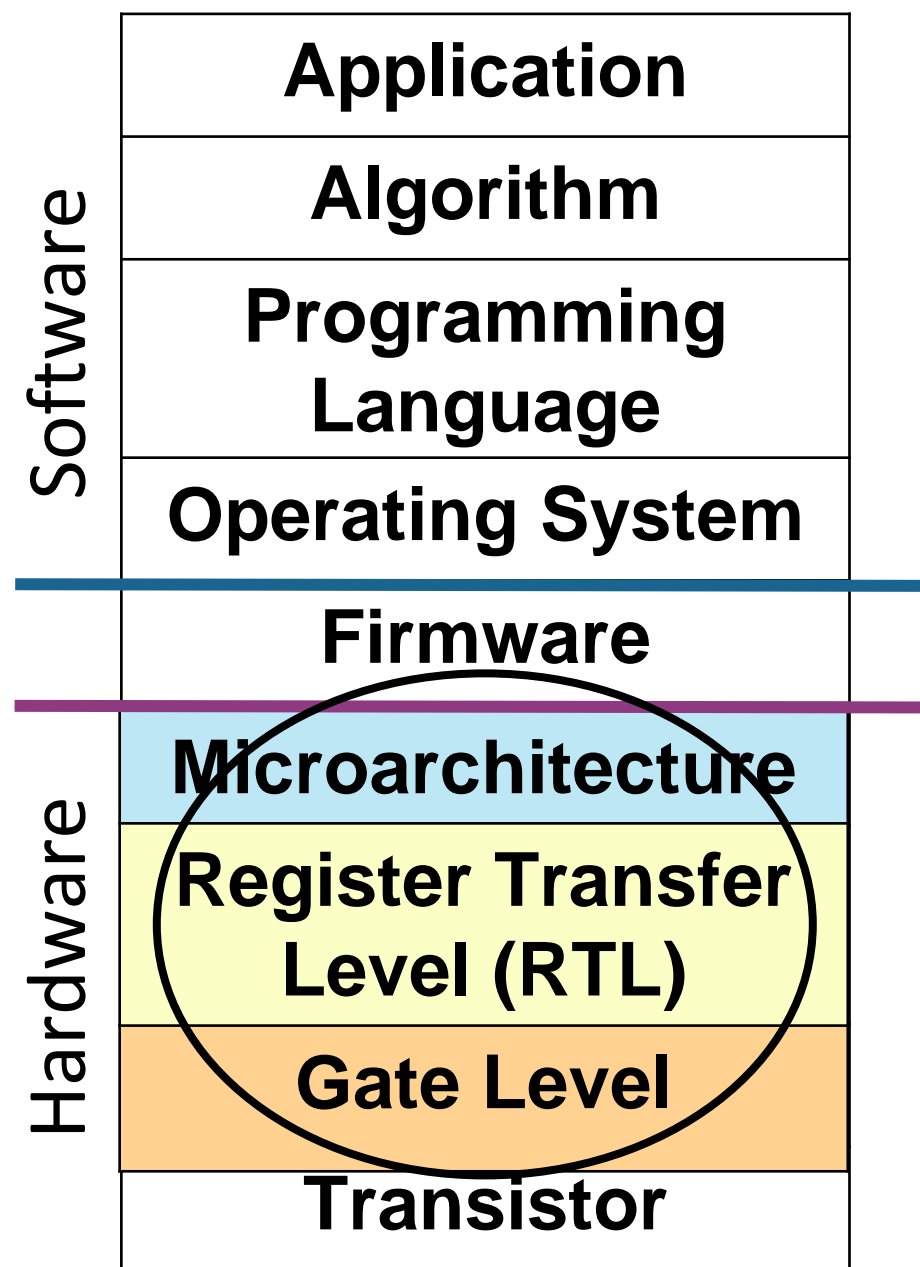 Software
Application
Algorithm
Programming
Language
Operating System
Firmware
Hardware
Microarchitecture
Register Transfer
Level (RTL)
Gate Level
Transistor